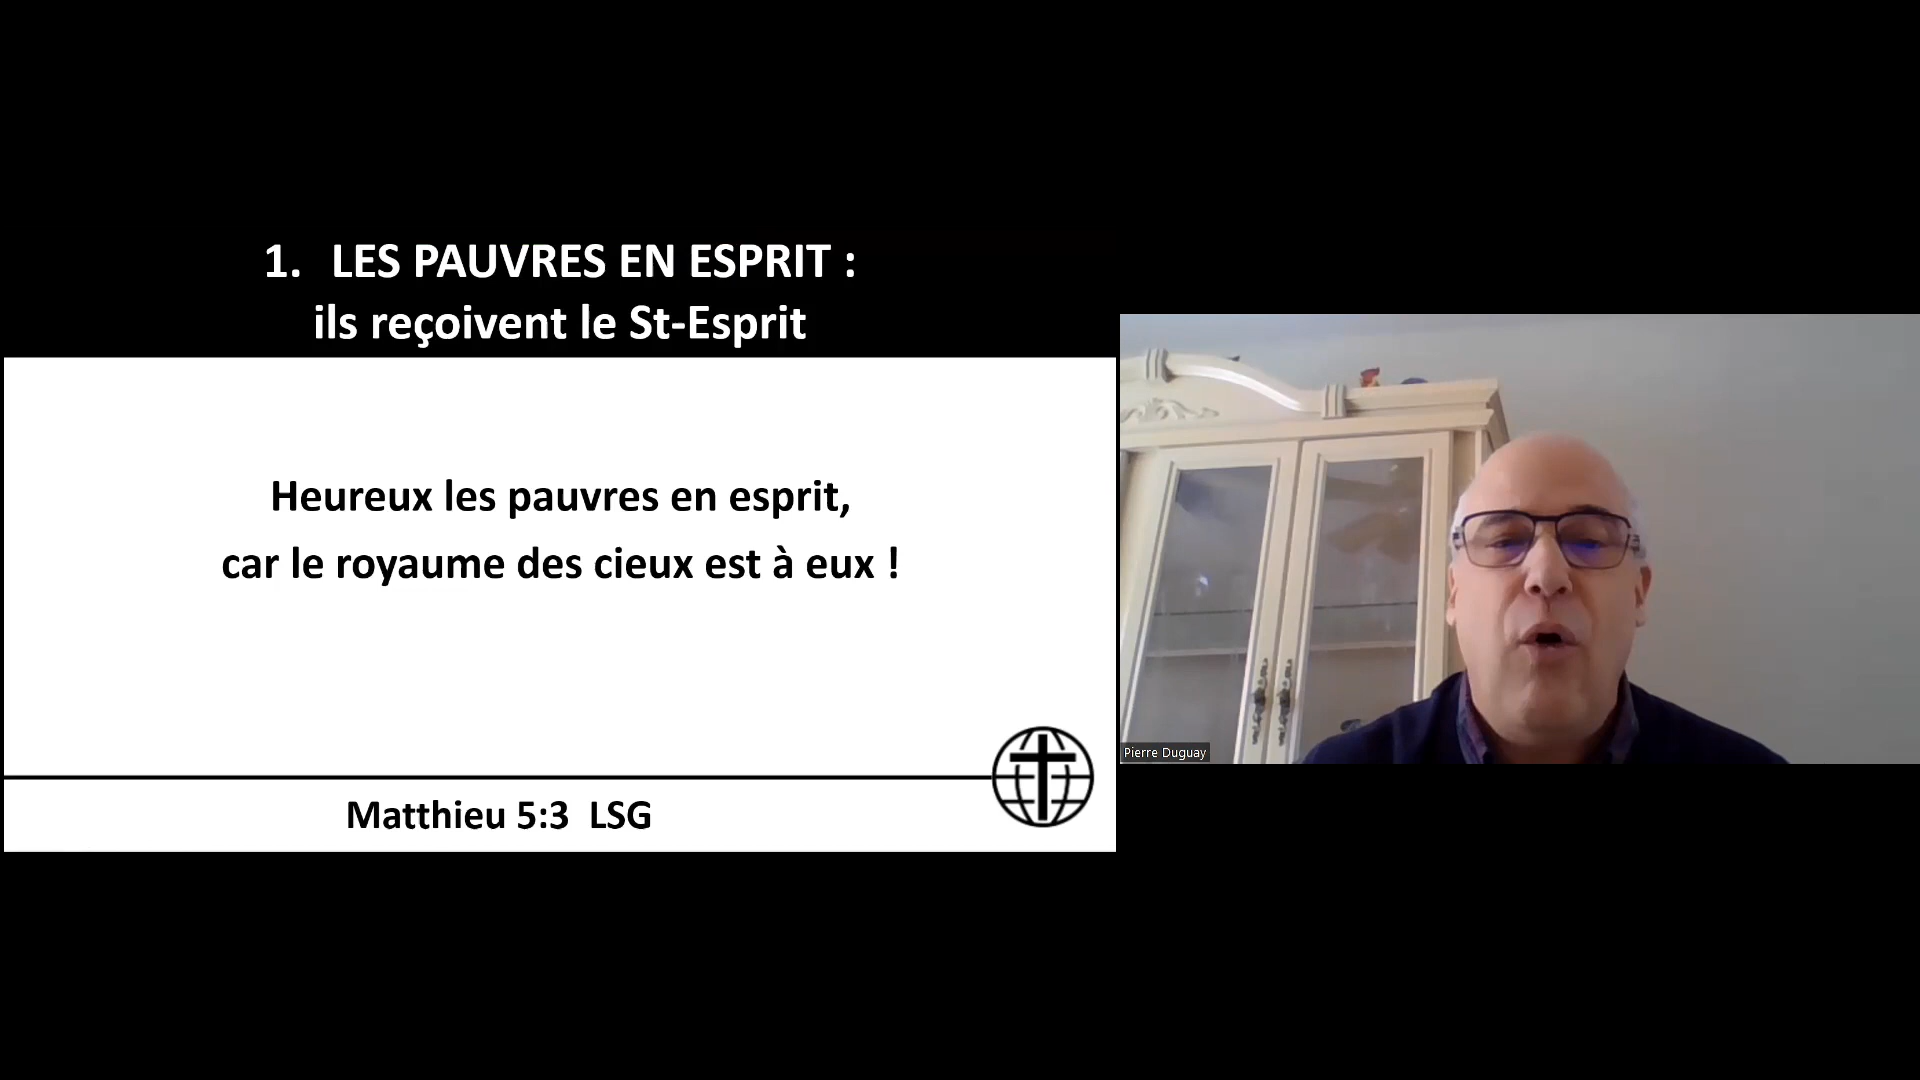 1. LES PAUVRES EN ESPRIT :
ils reçoivent le St-Esprit
Heureux les pauvres en esprit,
car le royaume des cieux est à eux !
Matthieu 5:3 LSG
Pierre Duguay